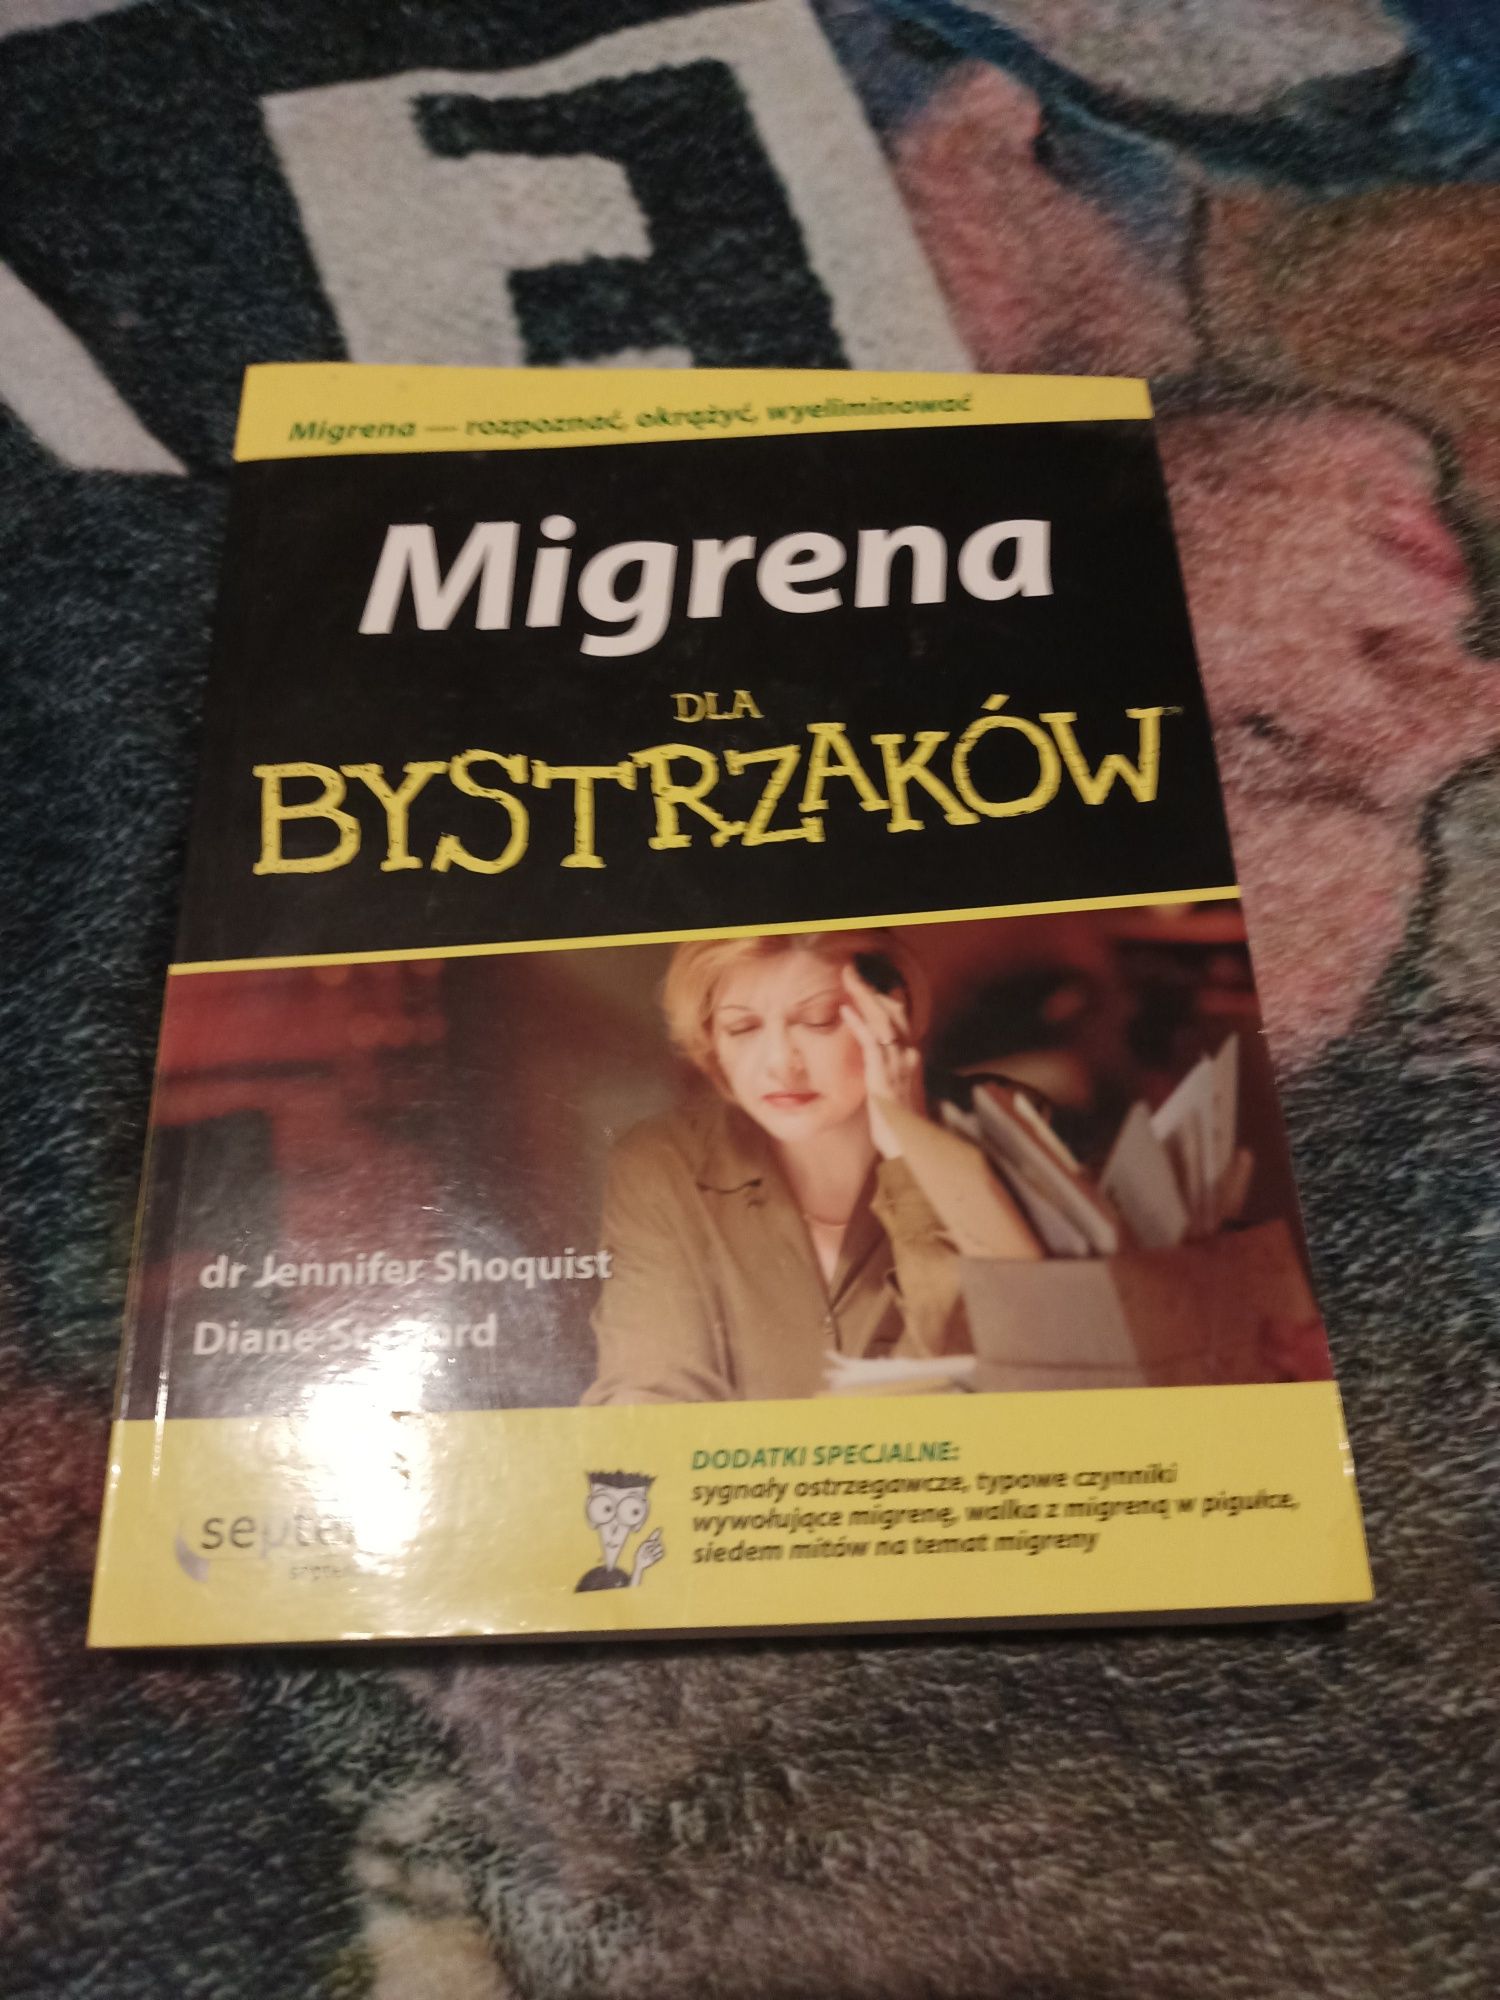 Migrena — rozpoznać, okrążyć, wyeliminować
Migrena
DLA
BYSTRZAKÓW™
dr Jennifer Shoquist
Diane
DODATKI SPECJALNE:
sygnały ostrzegawcze, typowe czynniki
wywołujące migrenę, walka z migreną w pigułce,
siedem mitów na temat migreny